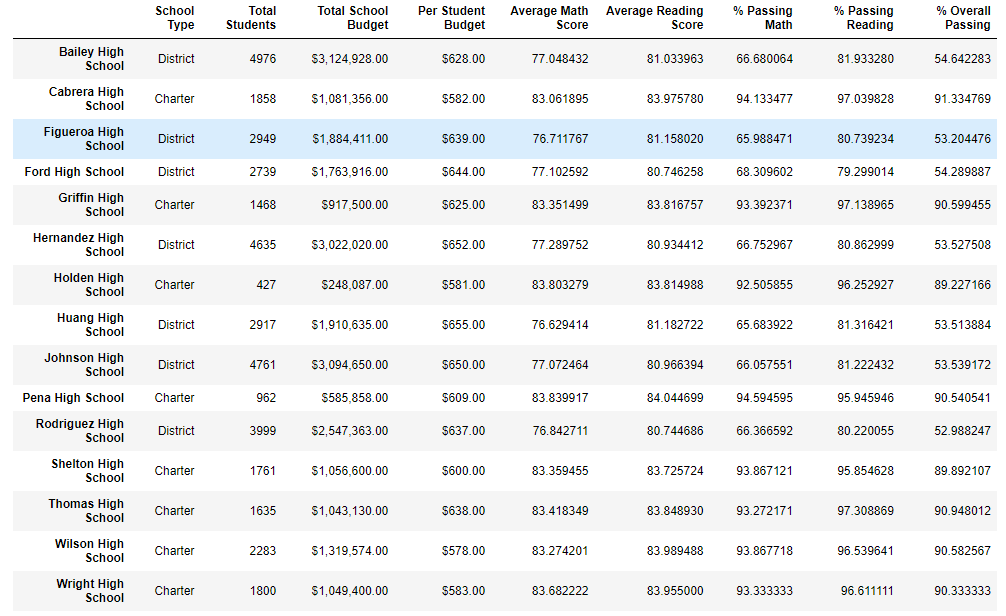 School Type Total Students Total School Budget Per Student Budget Average Math Score Average Reading Score % Passing Math % Passing Reading % Overall Passing
Bailey High School District 4976 $3,124,928.00 $628.00 77.048432 81.033963 66.680064 81.933280 54.642283
Cabrera High School Charter 1858 $1,081,356.00 $582.00 83.061895 83.975780 94.133477 97.039828 91.334769
Figueroa High School District 2949 $1,884,411.00 $639.00 76.711767 81.158020 65.988471 80.739234 53.204476
Ford High School District 2739 $1,763,916.00 $644.00 77.102592 80.746258 68.309602 79.299014 54.289887
Griffin High School Charter 1468 $917,500.00 $625.00 83.351499 83.816757 93.392371 97.138965 90.599455
Hernandez High School District 4635 $3,022,020.00 $652.00 77.289752 80.934412 66.752967 80.862999 53.527508
Holden High School Charter 427 $248,087.00 $581.00 83.803279 83.814988 92.505855 96.252927 89.227166
Huang High School District 2917 $1,910,635.00 $655.00 76.629414 81.182722 65.683922 81.316421 53.513884
Johnson High School District 4761 $3,094,650.00 $650.00 77.072464 80.966394 66.057551 81.222432 53.539172
Pena High School Charter 962 $585,858.00 $609.00 83.839917 84.044699 94.594595 95.945946 90.540541
Rodriguez High School District 3999 $2,547,363.00 $637.00 76.842711 80.744686 66.366592 80.220055 52.988247
Shelton High School Charter 1761 $1,056,600.00 $600.00 83.359455 83.725724 93.867121 95.854628 89.892107
Thomas High School Charter 1635 $1,043,130.00 $638.00 83.418349 83.848930 93.272171 97.308869 90.948012
Wilson High School Charter 2283 $1,319,574.00 $578.00 83.274201 83.989488 93.867718 96.539641 90.582567
Wright High School Charter 1800 $1,049,400.00 $583.00 83.682222 83.955000 93.333333 96.611111 90.333333